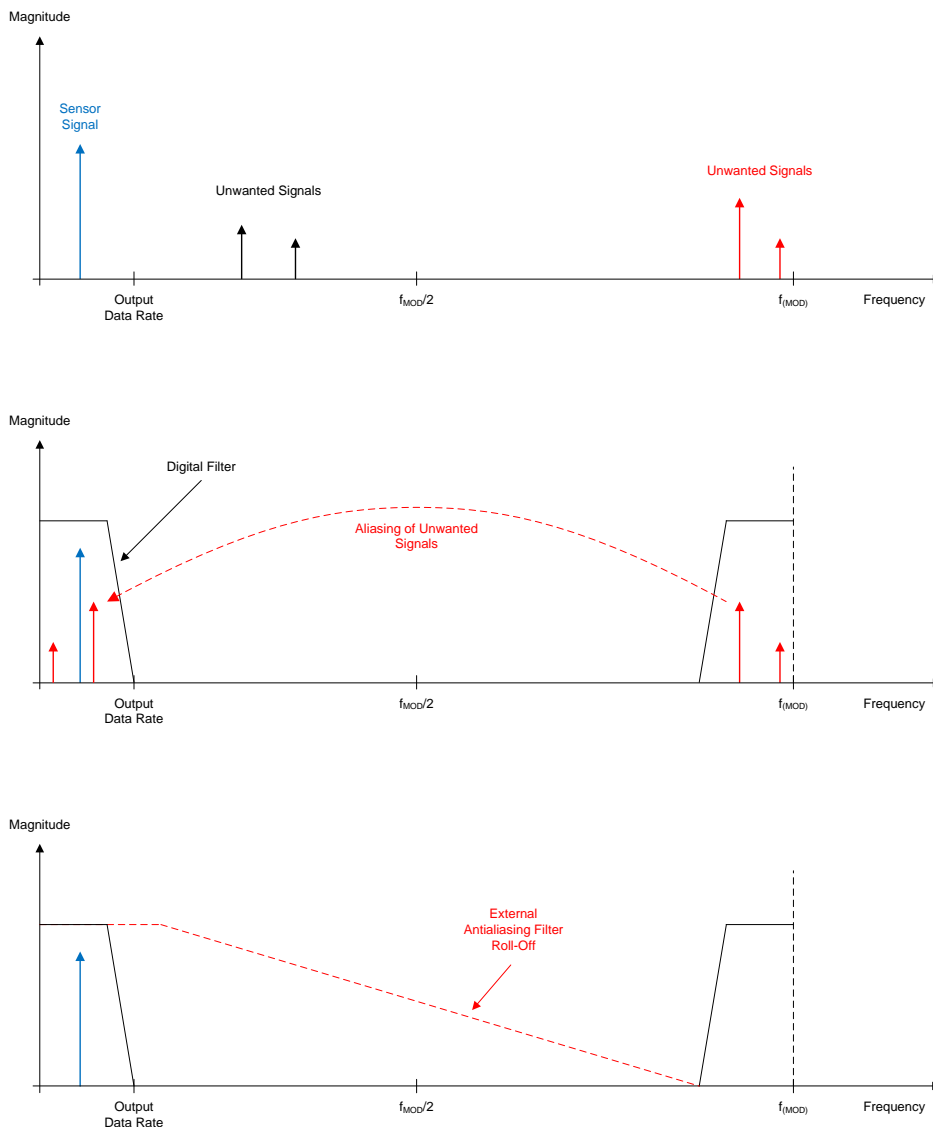 Magnitude
Sensor
Signal
Unwanted Signals
Unwanted Signals
Output
Data Rate
fMOD/2
f(MOD)
Frequency
Magnitude
Digital Filter
Aliasing of Unwanted
Signals
Output
Data Rate
fMOD/2
f(MOD)
Frequency
Magnitude
External
Antialiasing Filter
Roll-Off
Output
Data Rate
fMOD/2
f(MOD)
Frequency